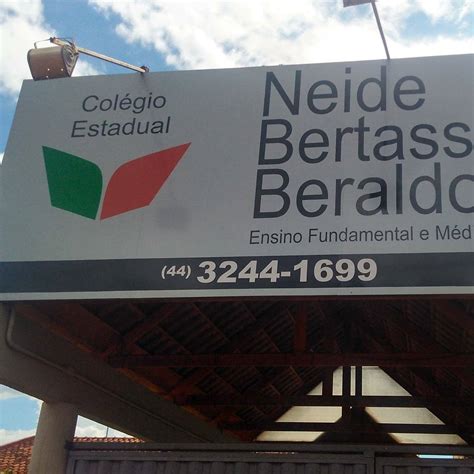 Colégio
Estadual
Neide
Bertass
Beraldo
Ensino Fundamental e Méd
(44) 3244-1699